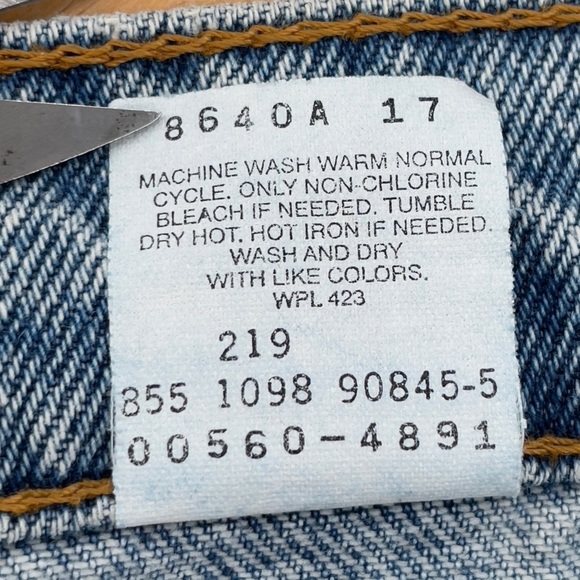 8640A 17
MACHINE WASH WARM NORMAL
CYCLE. ONLY NON-CHLORINE
BLEACH IF NEEDED. TUMBLE
DRY HOT. HOT IRON IF NEEDED.
WASH AND DRY
WITH LIKE COLORS.
WPL 423
219
855 1098 90845-5
00560-4891